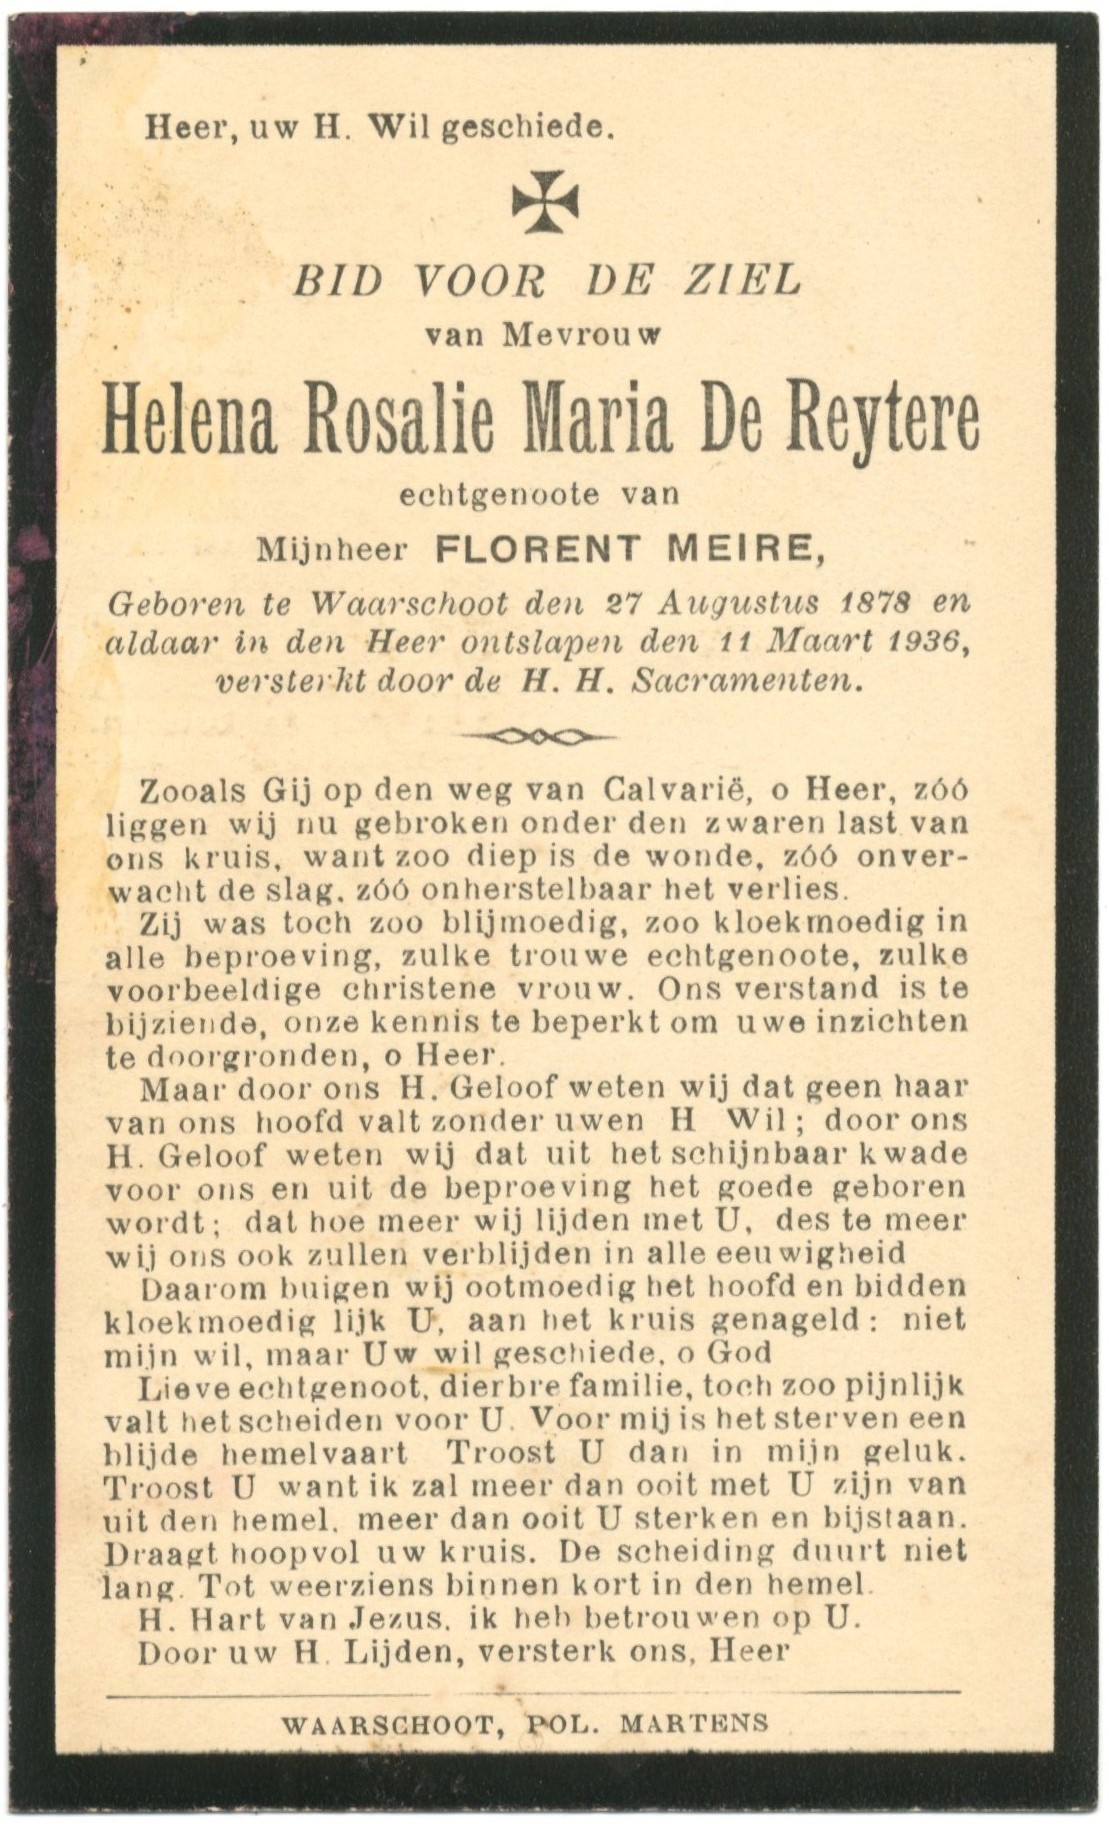 Heer, uw H. Wil geschiede.
BID VOOR DE ZIEL
van Mevrouw
Helena Rosalie Maria De Reytere
echtgenoote van
Mijnheer FLORENT MEIRE,
Geboren te Waarschoot den 27 Augustus 1878 en
aldaar in den Heer ontslapen den 11 Maart 1936,
versterkt door de H. H. Sacramenten.
Zooals Gij op den weg van Calvarië, o Heer, zóó
liggen wij nu gebroken onder den zwaren last van
ons kruis, want zoo diep is de wonde, zóó onver-
wacht de slag, zóó onherstelbaar het verlies.
Zij was toch zoo blijmoedig, zoo kloekmoedig in
alle beproeving, zulke trouwe echtgenoote, zulke
voorbeeldige christene vrouw. Ons verstand is te
bijziende, onze kennis te beperkt om uwe inzichten
te doorgronden, o Heer.
Maar door ons H. Geloof weten wij dat geen haar
van ons hoofd valt zonder uwen H Wil; door ons
H. Geloof weten wij dat uit het schijnbaar kwade
voor ons en uit de beproeving het goede geboren
wordt; dat hoe meer wij lijden met U, des te meer
wij ons ook zullen verblijden in alle eeuwigheid
Daarom buigen wij ootmoedig het hoofd en bidden
kloekmoedig lijk U, aan het kruis genageld: niet
mijn wil, maar Uw wil geschiede, o God
Lieve echtgenoot, dierbre familie, toch zoo pijnlijk
valt het scheiden voor U. Voor mij is het sterven een
blijde hemelvaart Troost U dan in mijn geluk.
Troost U want ik zal meer dan ooit met U zijn van
uit den hemel, meer dan ooit U sterken en bijstaan.
Draagt hoopvol uw kruis. De scheiding duurt niet
lang. Tot weerziens binnen kort in den hemel.
H. Hart van Jezus, ik heb betrouwen op U.
Door uw H. Lijden, versterk ons, Heer
WAARSCHOOT, POL. MARTENS